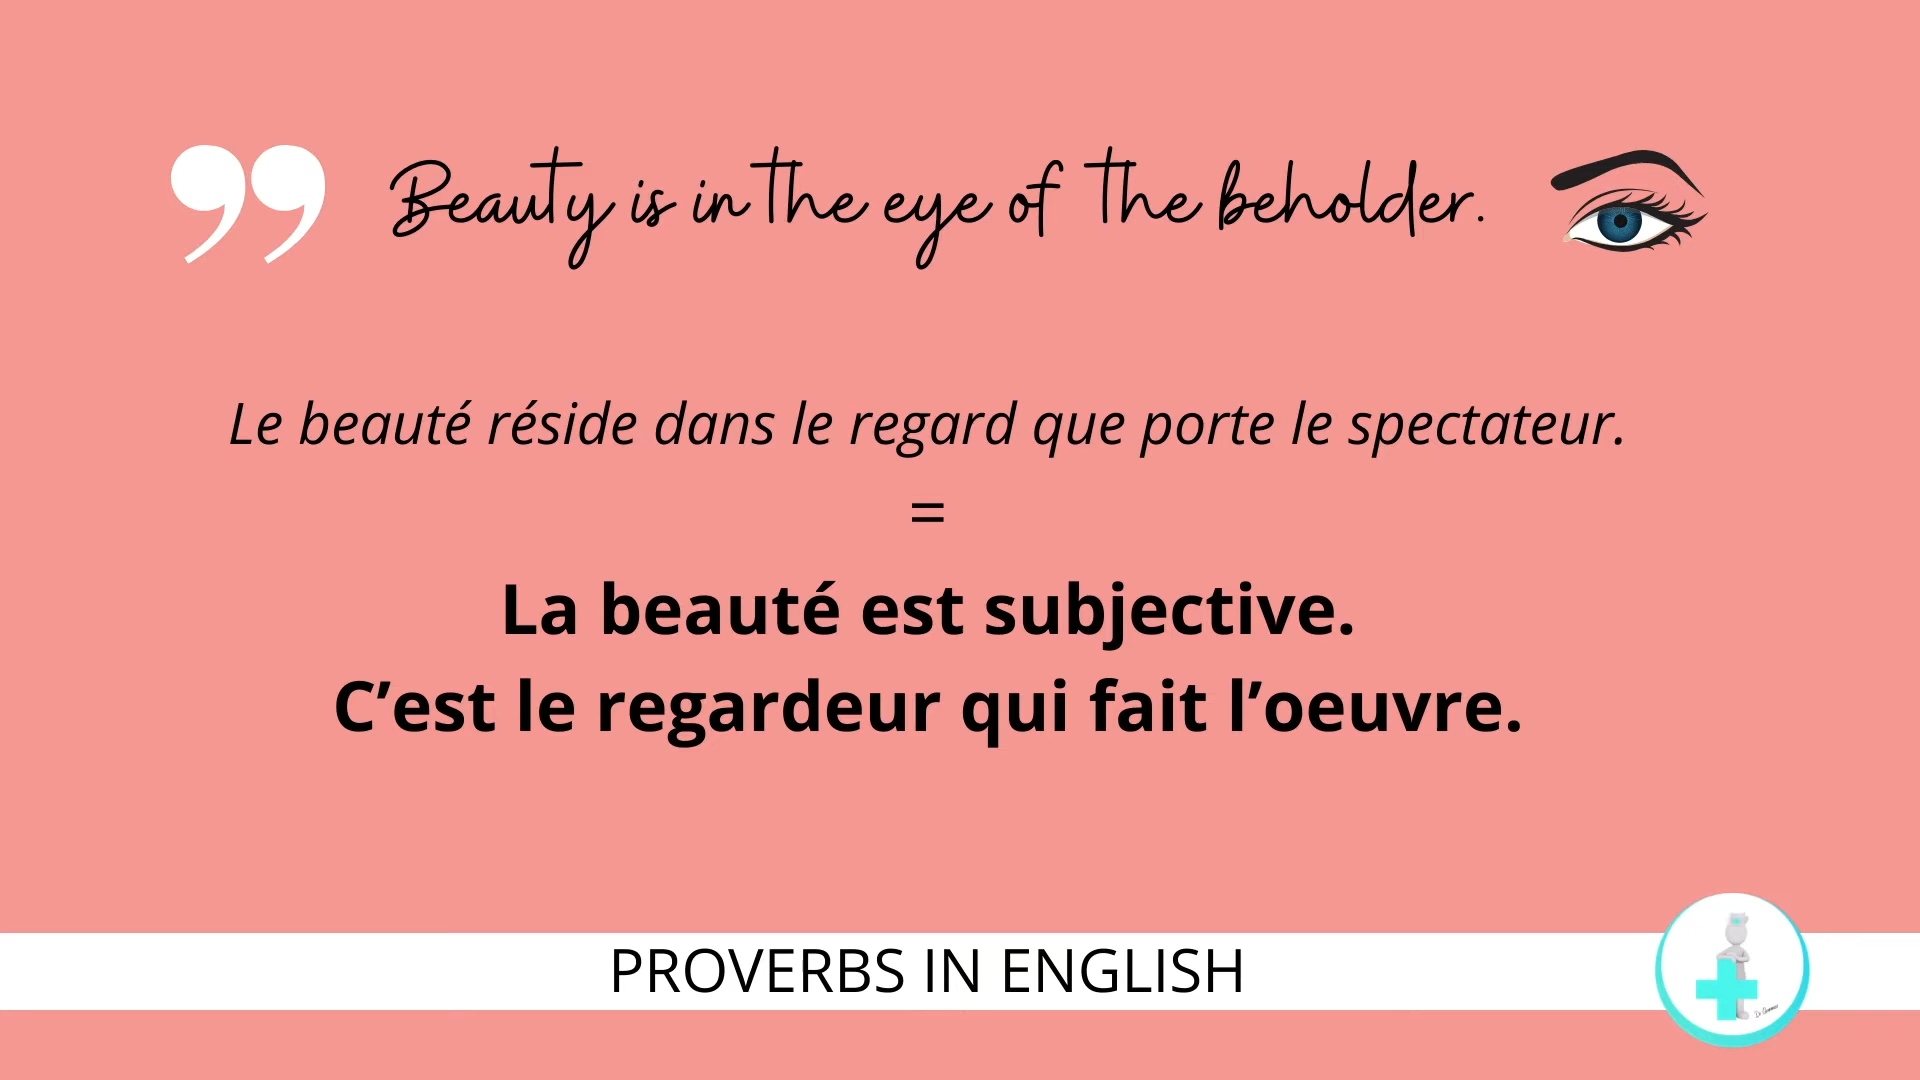 Beauty is in the eye of the beholder.
Le beauté réside dans le regard que porte le spectateur.
=
La beauté est subjective.
C’est le regardeur qui fait l’oeuvre.
PROVERBS IN ENGLISH